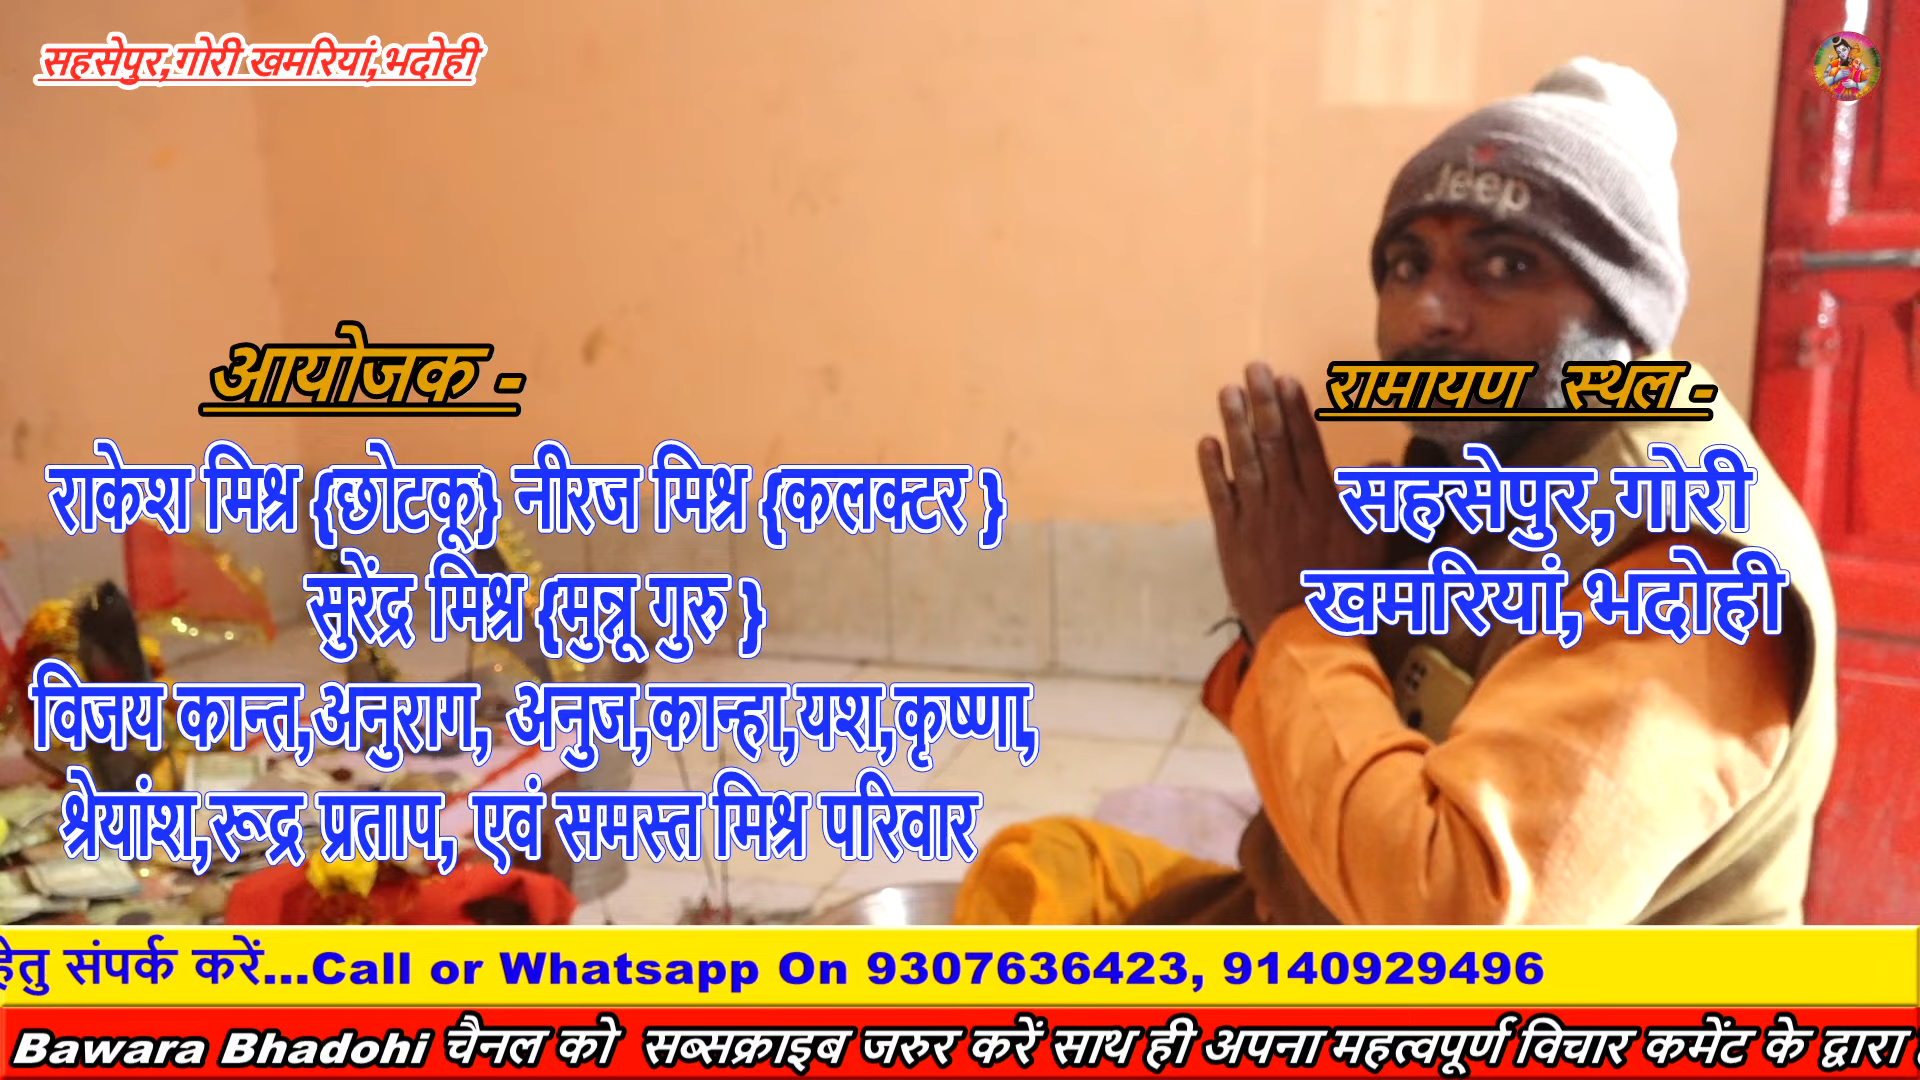 सहसेपुर,गोरी खमरियां,भदोही
Jeep
आयोजक -
राकेश मिश्र {छोटकू} नीरज मिश्र {कलक्टर }
सुरेंद्र मिश्र {मुन्नू गुरु }
विजय कान्त,अनुराग, अनुज,कान्हा,यश,कृष्णा,
श्रेयांश,रूद्र प्रताप, एवं समस्त मिश्र परिवार
रामायण स्थल -
सहसेपुर,गोरी
खमरियां,भदोही
हेतु संपर्क करें...Call or Whatsapp On 9307636423, 9140929496
Bawara Bhadohi चैनल को सब्सक्राइब जरुर करें साथ ही अपना महत्वपूर्ण विचार कमेंट के द्वारा